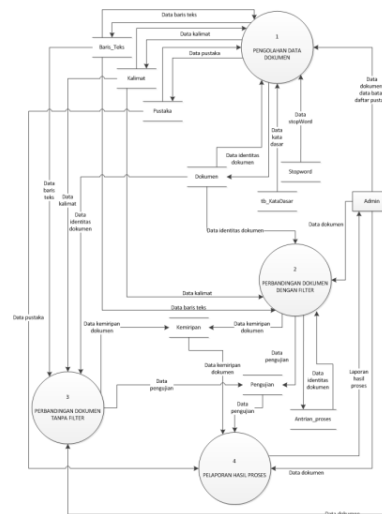 Data baris teks
Baris_Teks
Data kalimat
Kalimat
Data pustaka
Pustaka
1
PENGOLAHAN DATA
DOKUMEN
Data
dokumen
data bata
daftar pusta
Data
stopWord
Data
kata
dasar
Data identitas
dokumen
Dokumen
Stopword
tb_KataDasar
Admin
Data
baris
teks
Data
kalimat
Data
identitas
dokumen
Data identitas dokumen
Data dokumen
2
PERBANDINGAN DOKUMEN
DENGAN FILTER
Data kalimat
Data baris teks
Data pustaka
Data kemiripan
dokumen
Kemiripan
Data kemiripan
dokumen
Data
pengujian
Data kemiripan
dokumen
Data
identitas
dokumen
Laporan
hasil
proses
3
PERBANDINGAN DOKUMEN
TANPA FILTER
Data
pengujian
Pengujian
Data
pengujian
Antrian_proses
4
PELAPORAN HASIL PROSES
Data dokumen
Data dokumen